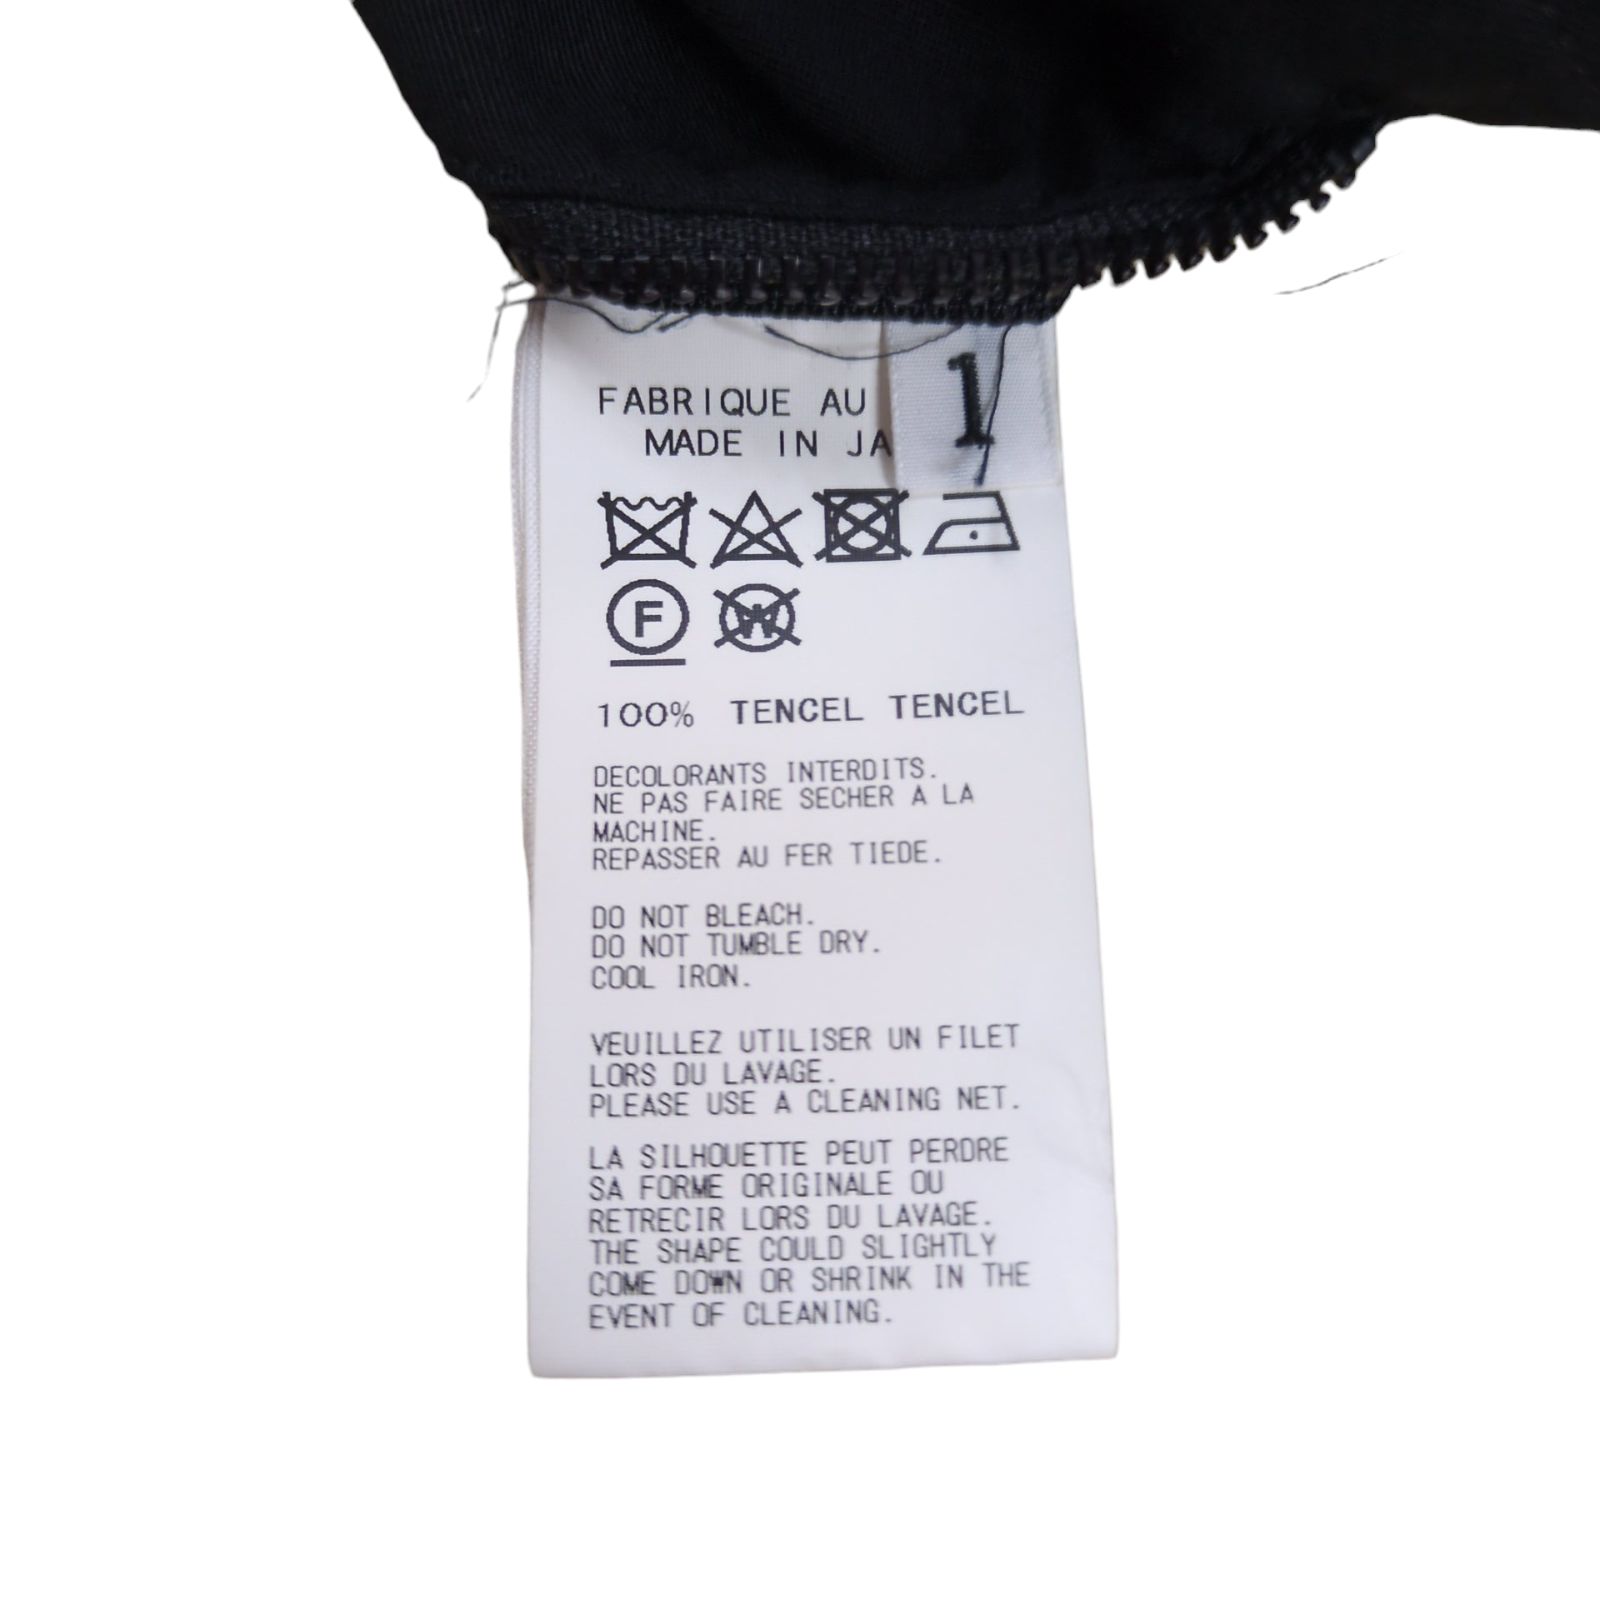 FABRIQUE AU
1
MADE IN JA
F
W
100% TENCEL TENCEL
DECOLORANTS INTERDITS.
NE PAS FAIRE SECHER A LA
MACHINE.
REPASSER AU FER TIEDE.
DO NOT BLEACH.
DO NOT TUMBLE DRY.
COOL IRON.
VEUILLEZ UTILISER UN FILET
LORS DU LAVAGE.
PLEASE USE A CLEANING NET.
LA SILHOUETTE PEUT PERDRE
SA FORME ORIGINALE OU
RETRECIR LORS DU LAVAGE.
THE SHAPE COULD SLIGHTLY
COME DOWN OR SHRINK IN THE
EVENT OF CLEANING.